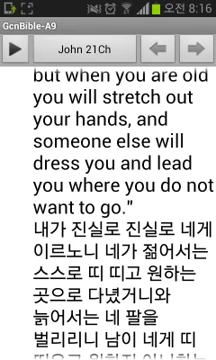 오전 8:16
GcnBible-A9
John 21Ch
but when you are old
you will stretch out
your hands, and
someone else will
dress you and lead
you where you do not
want to go."
내가 진실로 진실로 네게
이르노니 네가 젊어서는
스스로 띠 띠고 원하는
곳으로 다녔거니와
늙어서는 네 팔을
벌리리니 남이 네게 띠